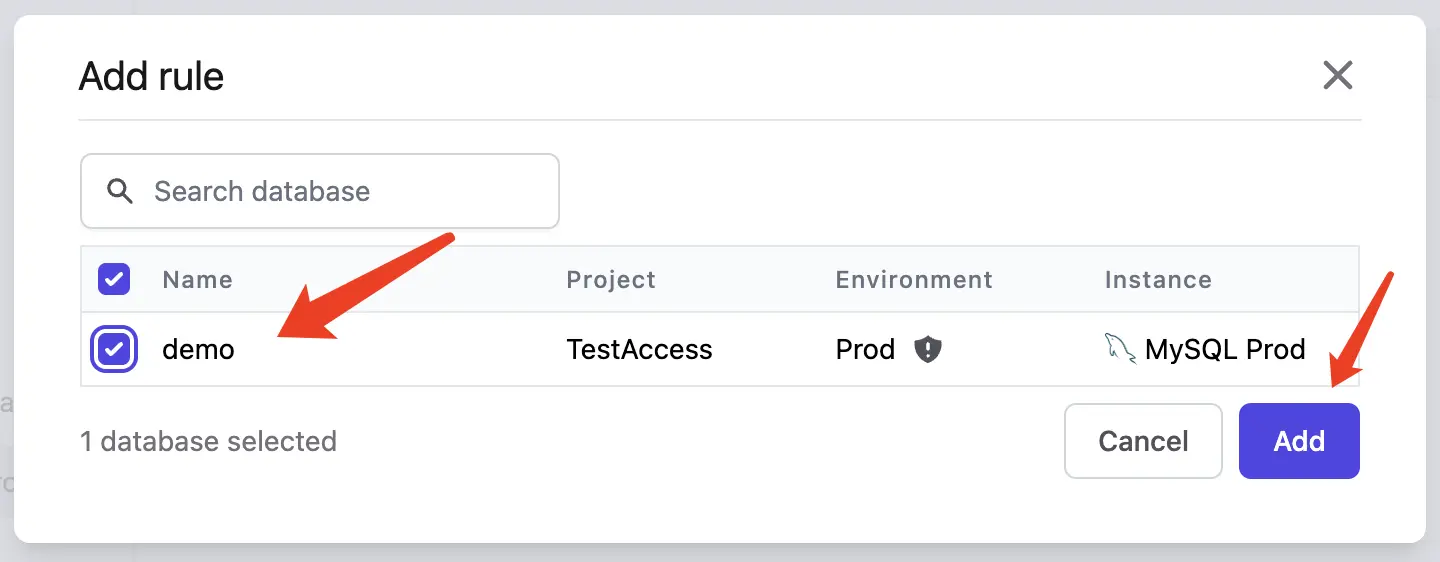 Add rule
Search database
Name Project Environment Instance
demo TestAccess Prod MySQL Prod
1 database selected Cancel Add